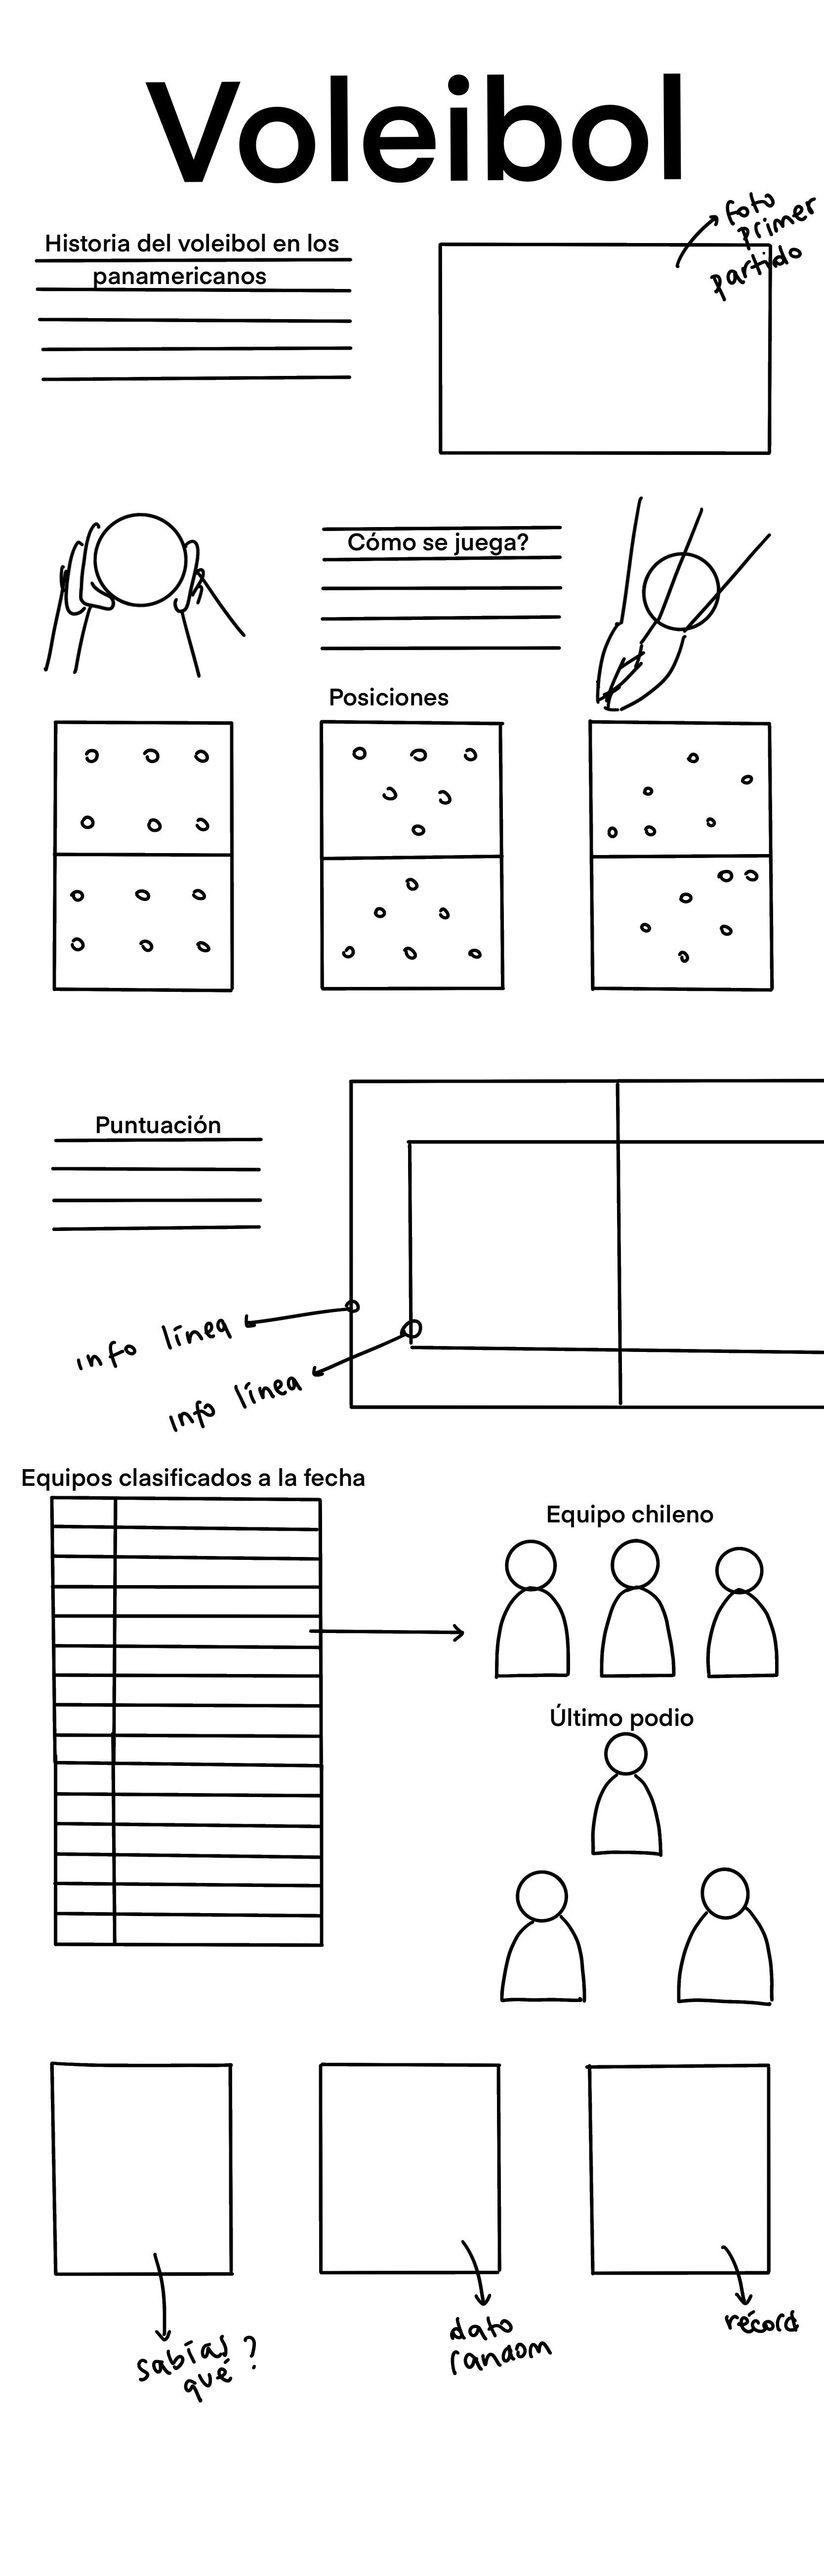 Voleibol
foto
primer
partido
Historia del voleibol en los
panamericanos
Cómo se juega?
Posiciones
Puntuación
info línea
info línea
Equipos clasificados a la fecha
Equipo chileno
Último podio
sabías
qué?
dato
random
récord